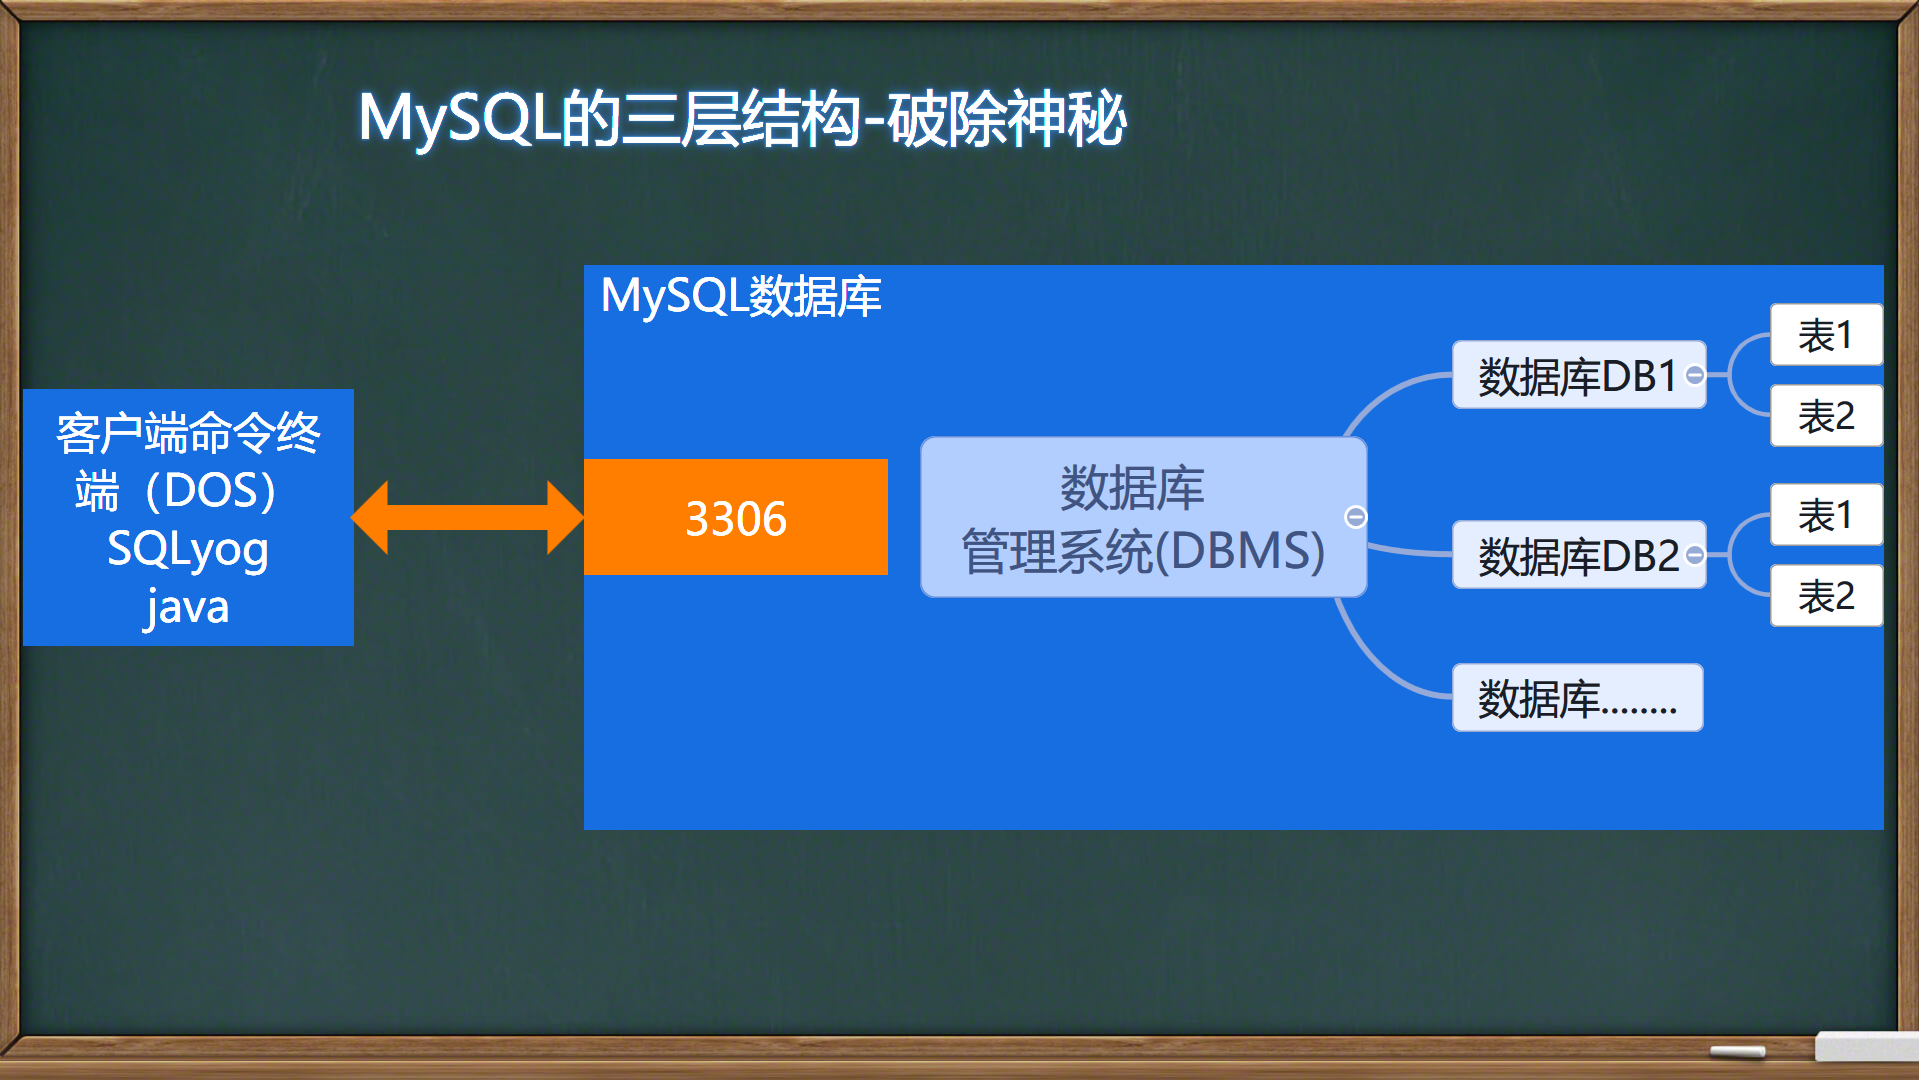 MySQL的三层结构-破除神秘
MySQL数据库
客户端命令终
端（DOS）
SQLyog
java
3306
数据库
管理系统(DBMS)
数据库DB1
表1
表2
数据库DB2
表1
表2
数据库........